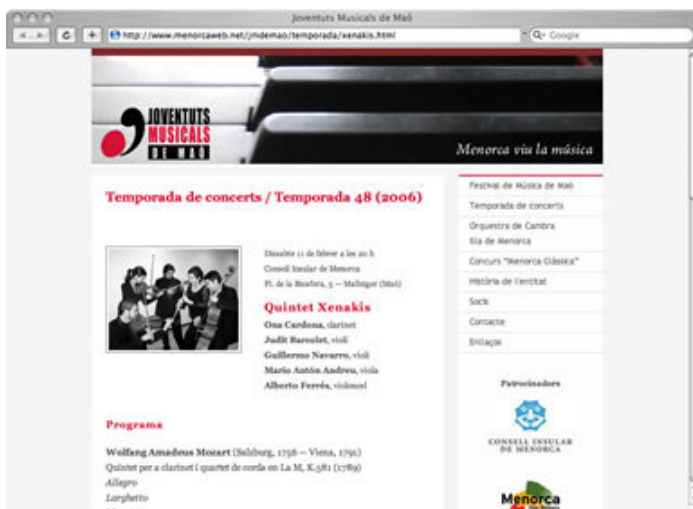 Joventuts Musicals de Maó
http://www.menorcaweb.net/jmdemao/temporada/xenakis.html
Google
JOVENTUTS
MUSICALS
DE MAÓ
Menorca viu la música
Temporada de concerts / Temporada 48 (2006)
Dissabte 11 de febrer a les 20 h
Consell Insular de Menorca
Pl. de la Biosfera, 5 — (Maó)
Quintet Xenakis
Ona Cardona, clarinet
Judit Bardolet, violí
Guillermo Navarro, violí
Mario Antón Andreu, viola
Alberto Ferrés, violoncel
Programa
Wolfang Amadeus Mozart (Salzburg, 1756 — Viena, 1791)
Quintet per a clarinet i quartet de corda en La M, K.581 (1789)
Allegro
Larghetto
Festival de Música de Maó
Temporada de concerts
Orquestra de Cambra
Illa de Menorca
Concurs "Menorca Clàssica"
Història de l'entitat
Socis
Contacte
Enllaços
Patrocinadors
CONSELL INSULAR
DE MENORCA
Menorca